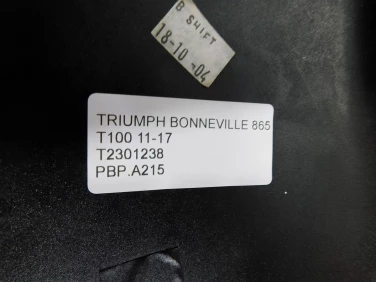 B SHIFT
18-10-04
TRIUMPH BONNEVILLE 865
T100 11-17
T2301238
PBP.A215